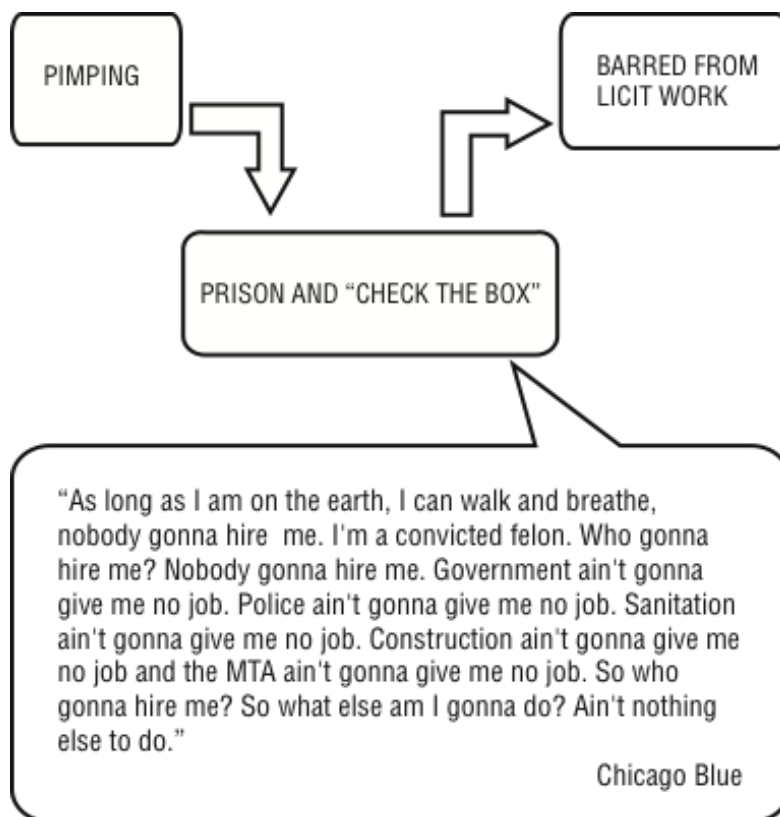 PIMPING
BARRED FROM
LICIT WORK
PRISON AND “CHECK THE BOX”
“As long as I am on the earth, I can walk and breathe,
nobody gonna hire  me. I'm a convicted felon. Who gonna
hire me? Nobody gonna hire me. Government ain't gonna
give me no job. Police ain't gonna give me no job. Sanitation
ain't gonna give me no job. Construction ain't gonna give me
no job and the MTA ain't gonna give me no job. So who
gonna hire me? So what else am I gonna do? Ain't nothing
else to do.”
Chicago Blue